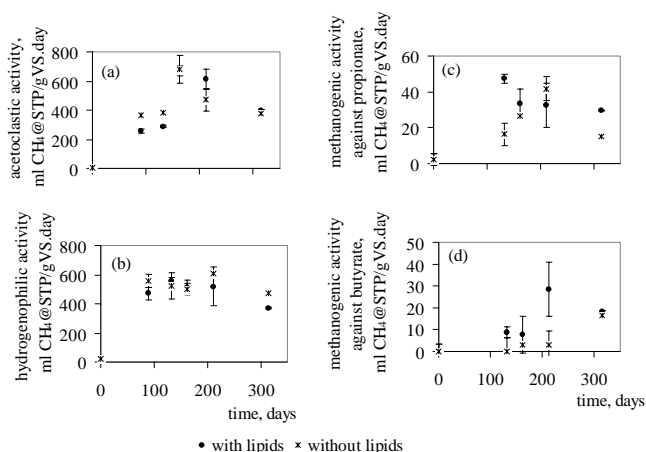 acetoclastic activity,
ml CH4@STP/gVS.day
800
600
400
200
0
(a)
methanogenic activity
against propionate,
ml CH4@STP/gVS.day
60
40
20
0
(c)
hydrogenophilic activity
ml CH4@STP/gVS.day
800
600
400
200
0
(b)
0 100 200 300
time, days
methanogenic activity
against butyrate,
ml CH4@STP/gVS.day
50
40
30
20
10
0
(d)
0 100 200 300
time, days
with lipids without lipids